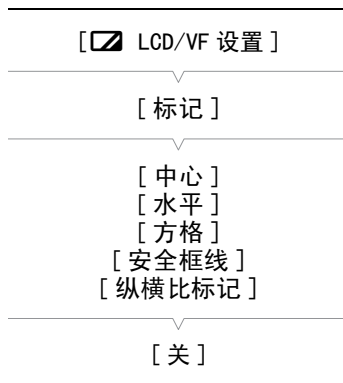 [ LCD/VF 设置 ]
[ 标记 ]
[ 中心 ]
[ 水平 ]
[ 方格 ]
[ 安全框线 ]
[ 纵横比标记 ]
[ 关 ]